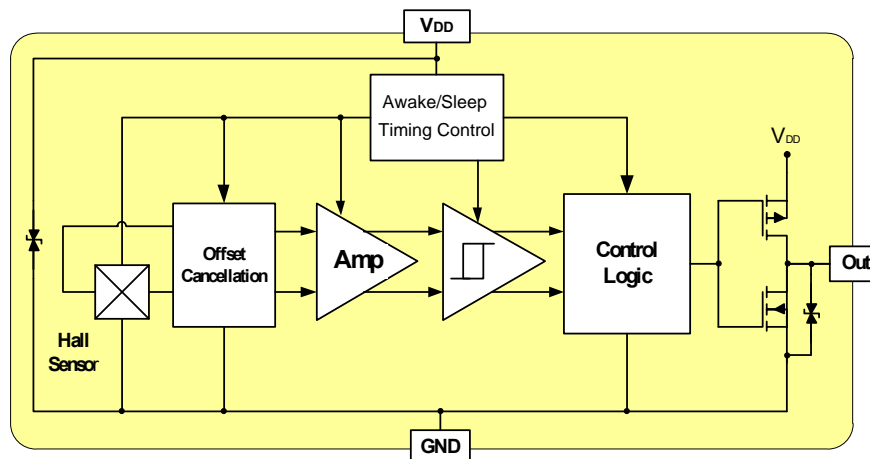 VDD
Awake/Sleep
Timing Control
VDD
Offset
Cancellation
Amp
Control
Logic
Out
Hall
Sensor
GND